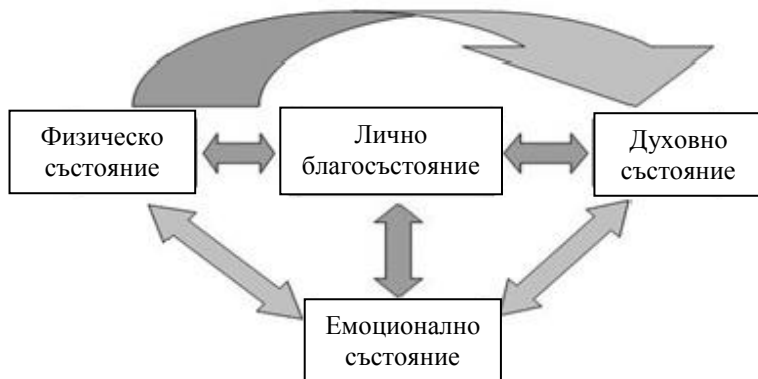 Физическо
състояние
Лично
благосъстояние
Духовно
състояние
Емоционално
състояние